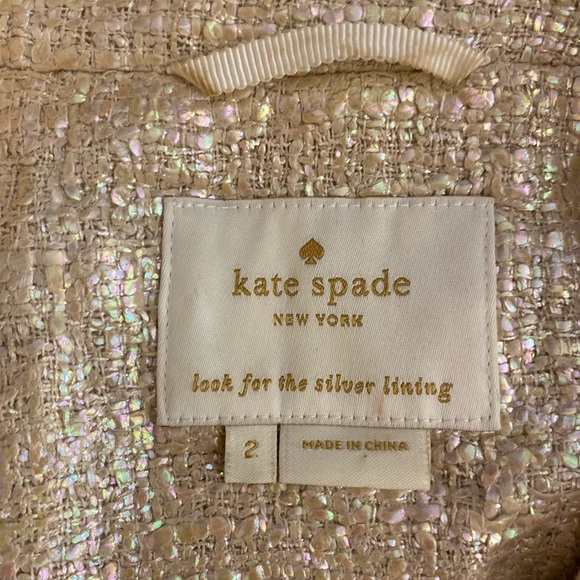 kate spade
NEW YORK
look for the silver lining
2
MADE IN CHINA